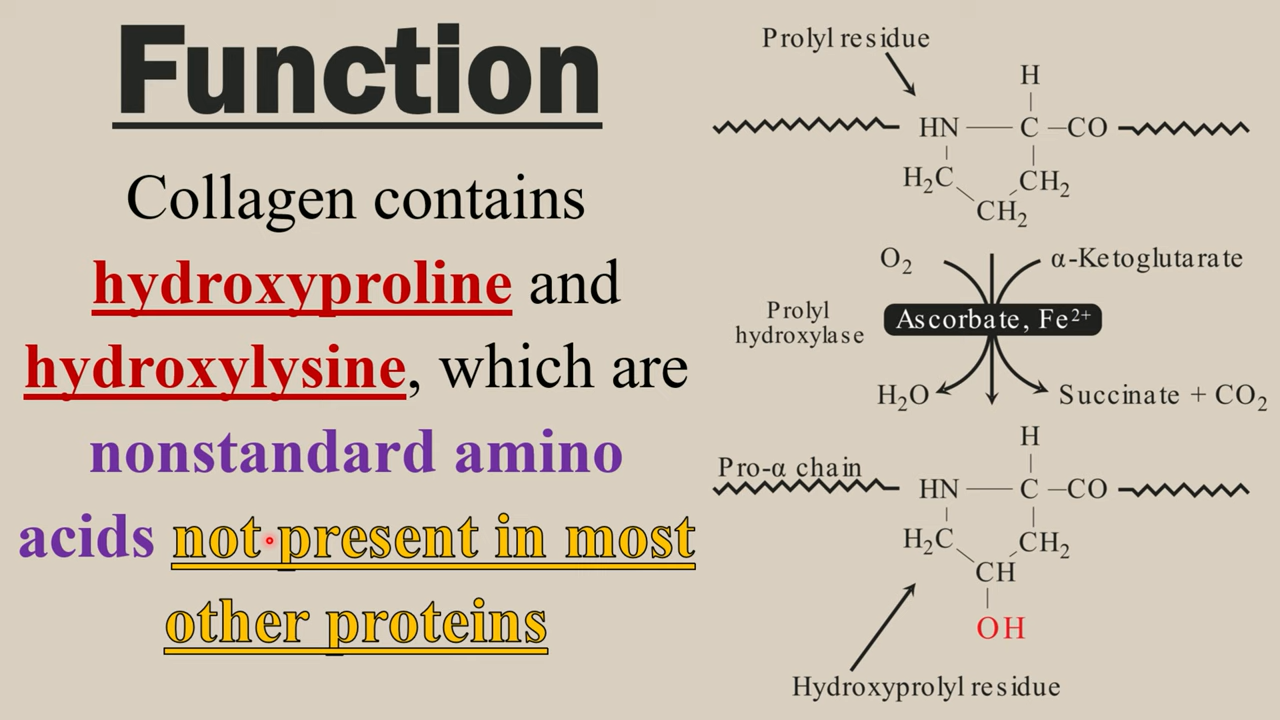 Function
Collagen contains
hydroxyproline and
hydroxylysine, which are
nonstandard amino
acids not present in most
other proteins
Prolyl residue
H
HN C CO
H₂C CH₂
CH₂
O₂ α-Ketoglutarate
Prolyl
hydroxylase
Ascorbate, Fe²⁺
H₂O Succinate + CO₂
H
Pro-α chain
HN C CO
H₂C CH₂
CH
OH
Hydroxyprolyl residue